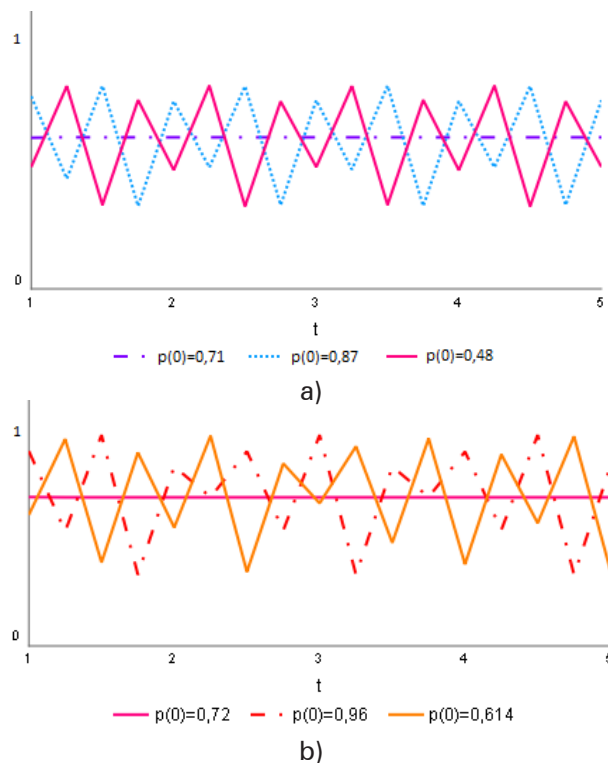 1
0
1 2 3 4 5
t
p(0)=0,71 p(0)=0,87 p(0)=0,48
a)
1
0
1 2 3 4 5
t
p(0)=0,72 p(0)=0,96 p(0)=0,614
b)